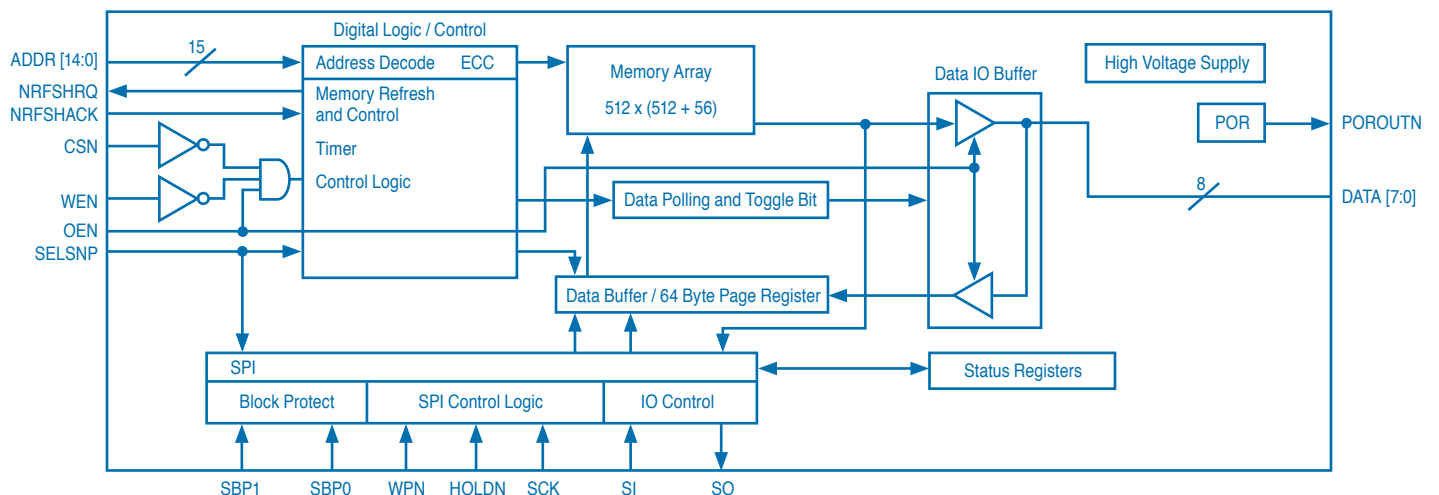 Digital Logic / Control
ADDR [14:0]
15
Address Decode ECC
NRFSHRQ
NRFSHACK
Memory Refresh
and Control
CSN
Timer
Control Logic
WEN
OEN
SELSNP
Memory Array
512 x (512 + 56)
Data Polling and Toggle Bit
Data Buffer / 64 Byte Page Register
Data IO Buffer
High Voltage Supply
POR
POROUTN
8
DATA [7:0]
SPI
Block Protect
SPI Control Logic
IO Control
Status Registers
SBP1
SBP0
WPN
HOLDN
SCK
SI
SO